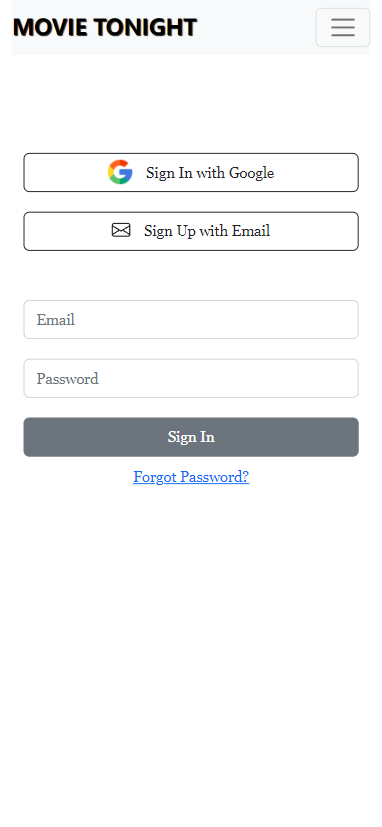 MOVIE TONIGHT
Sign In with Google
Sign Up with Email
Email
Password
Sign In
Forgot Password?